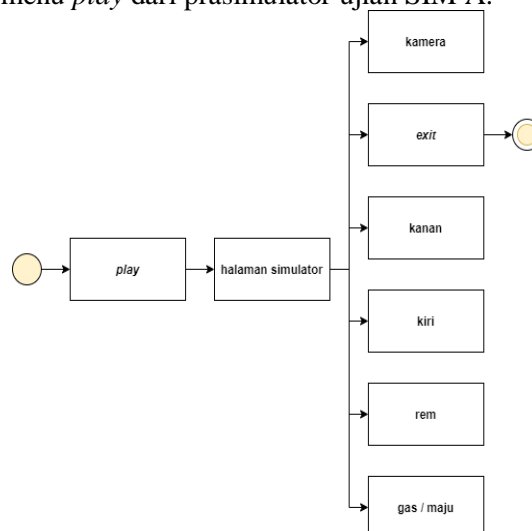 menu play dari prasimulator ujian SIM A.
kamera
exit
kanan
play
halaman simulator
kiri
rem
gas / maju